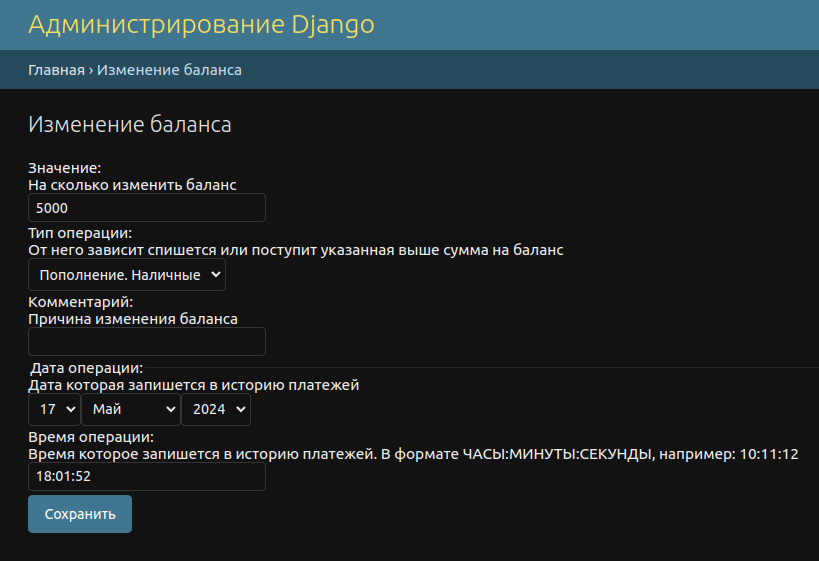 Администрирование Django
Главная › Изменение баланса
Изменение баланса
Значение:
На сколько изменить баланс
5000
Тип операции:
От него зависит спишется или поступит указанная выше сумма на баланс
Пополнение. Наличные
Комментарий:
Причина изменения баланса
Дата операции:
Дата которая запишется в историю платежей
17 Май 2024
Время операции:
Время которое запишется в историю платежей. В формате ЧАСЫ:МИНУТЫ:СЕКУНДЫ, например: 10:11:12
18:01:52
Сохранить